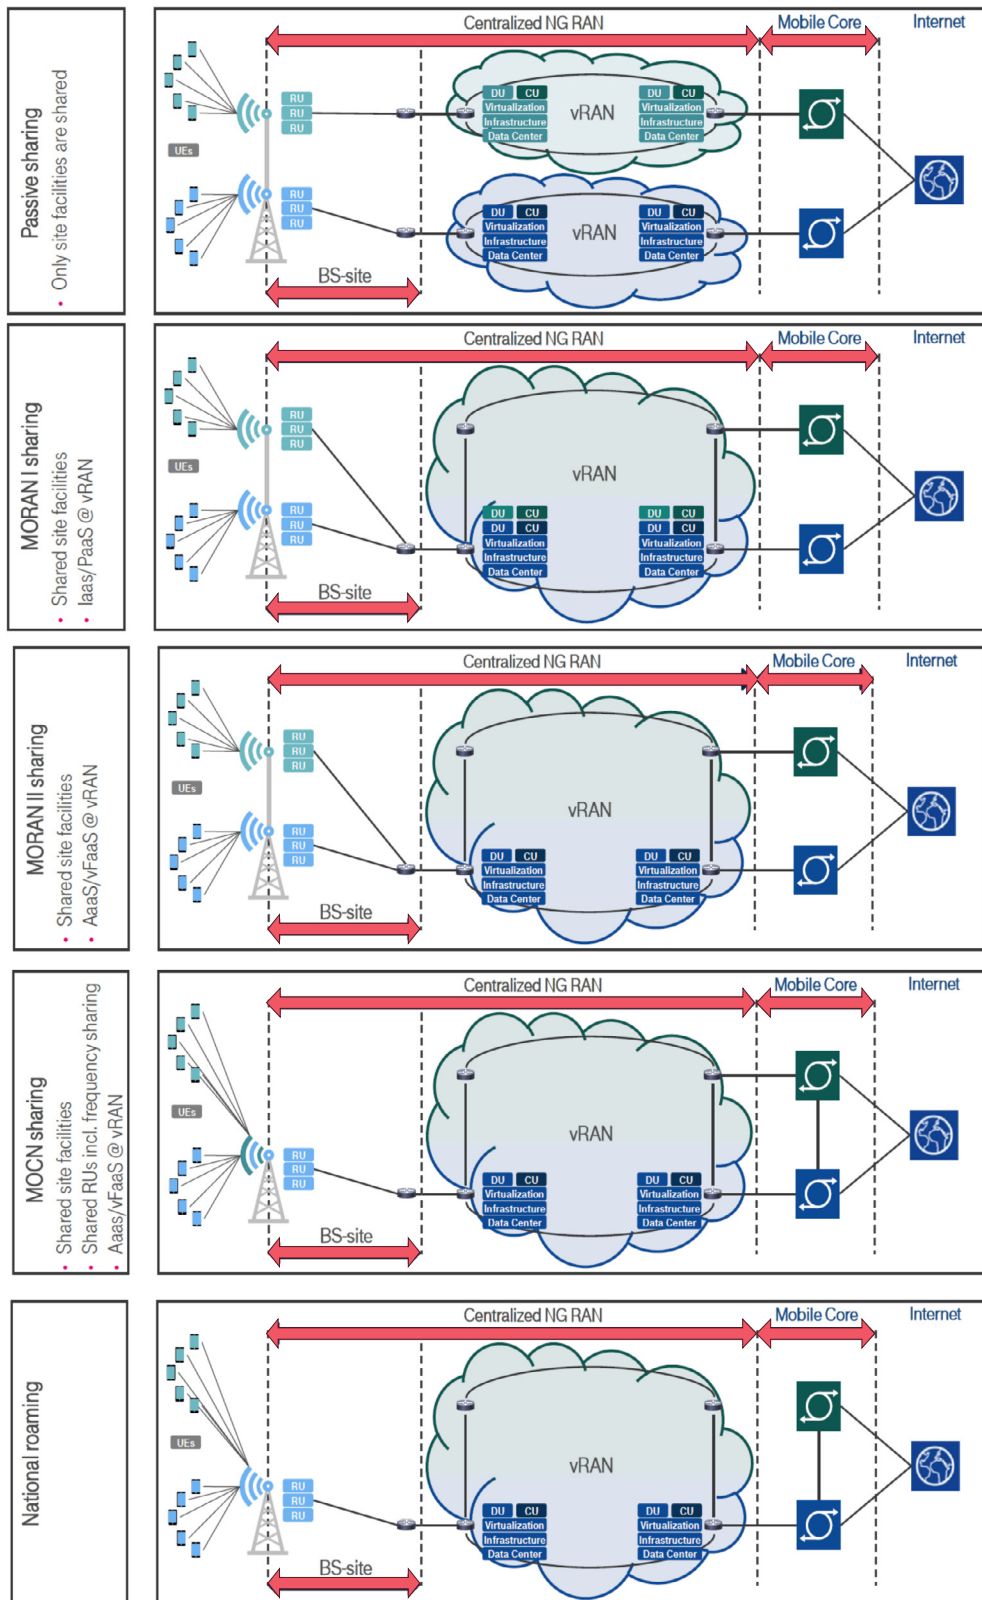 Passive sharing
• Only site facilities are shared
Centralized NG RAN
Mobile Core
Internet
RU
RU
RU
DU CU
Virtualization
Infrastructure
Data Center
vRAN
DU CU
Virtualization
Infrastructure
Data Center
UEs
RU
RU
RU
DU CU
Virtualization
Infrastructure
Data Center
vRAN
DU CU
Virtualization
Infrastructure
Data Center
BS-site
MORAN I sharing
• Shared site facilities
• Iaas/PaaS @ vRAN
Centralized NG RAN
Mobile Core
Internet
RU
RU
RU
UEs
vRAN
RU
RU
RU
DU CU
DU CU
Virtualization
Infrastructure
Data Center
DU CU
DU CU
Virtualization
Infrastructure
Data Center
BS-site
MORAN II sharing
• Shared site facilities
• AaaS/vFaaS @ vRAN
Centralized NG RAN
Mobile Core
Internet
RU
RU
RU
UEs
vRAN
RU
RU
RU
DU CU
Virtualization
Infrastructure
Data Center
DU CU
Virtualization
Infrastructure
Data Center
BS-site
MOCN sharing
• Shared site facilities
• Shared RUs incl. frequency sharing
• Aaas/vFaaS @ vRAN
Centralized NG RAN
Mobile Core
Internet
UEs
vRAN
RU
RU
RU
DU CU
Virtualization
Infrastructure
Data Center
DU CU
Virtualization
Infrastructure
Data Center
BS-site
National roaming
Centralized NG RAN
Mobile Core
Internet
UEs
vRAN
RU
RU
RU
DU CU
Virtualization
Infrastructure
Data Center
DU CU
Virtualization
Infrastructure
Data Center
BS-site